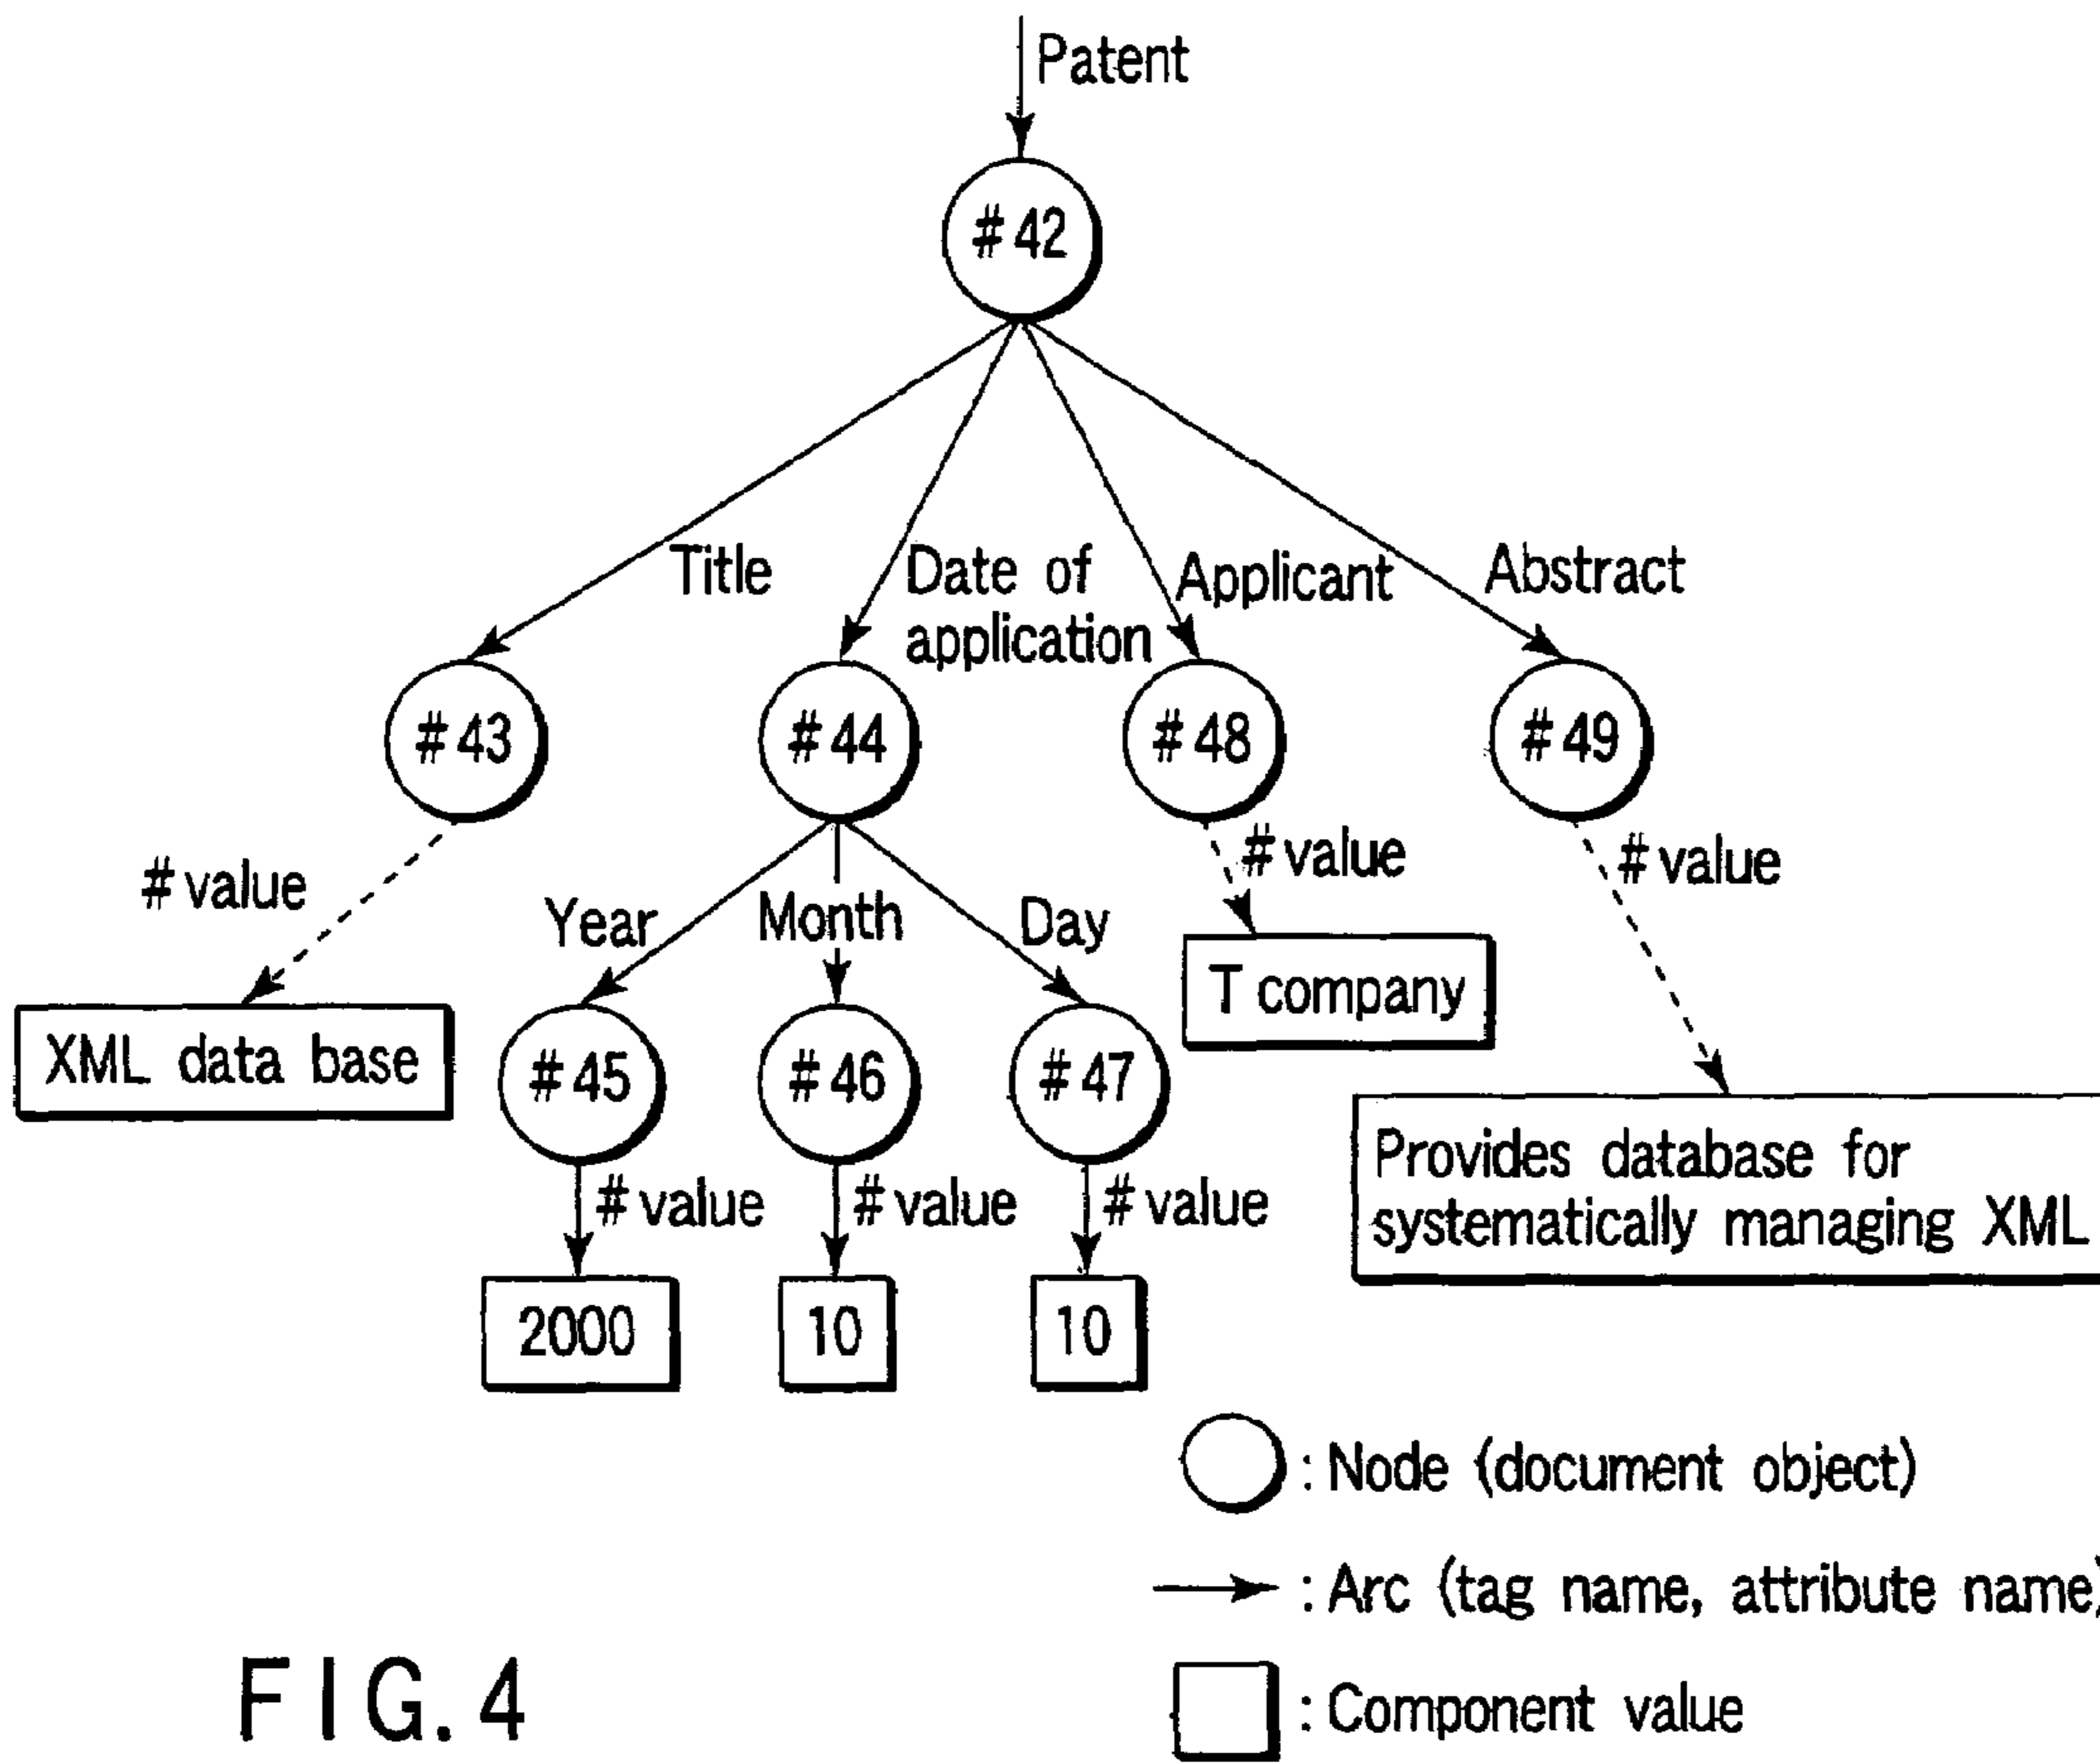 Patent
#42
Title
Date of
application
Applicant
Abstract
#43
#44
#48
#49
#value
#value
#value
Year
Month
Day
T company
XML data base
#45
#46
#47
Provides database for
systematically managing XML
#value
#value
#value
2000
10
10
: Node (document object)
: Arc (tag name, attribute name)
: Component value
FIG.4